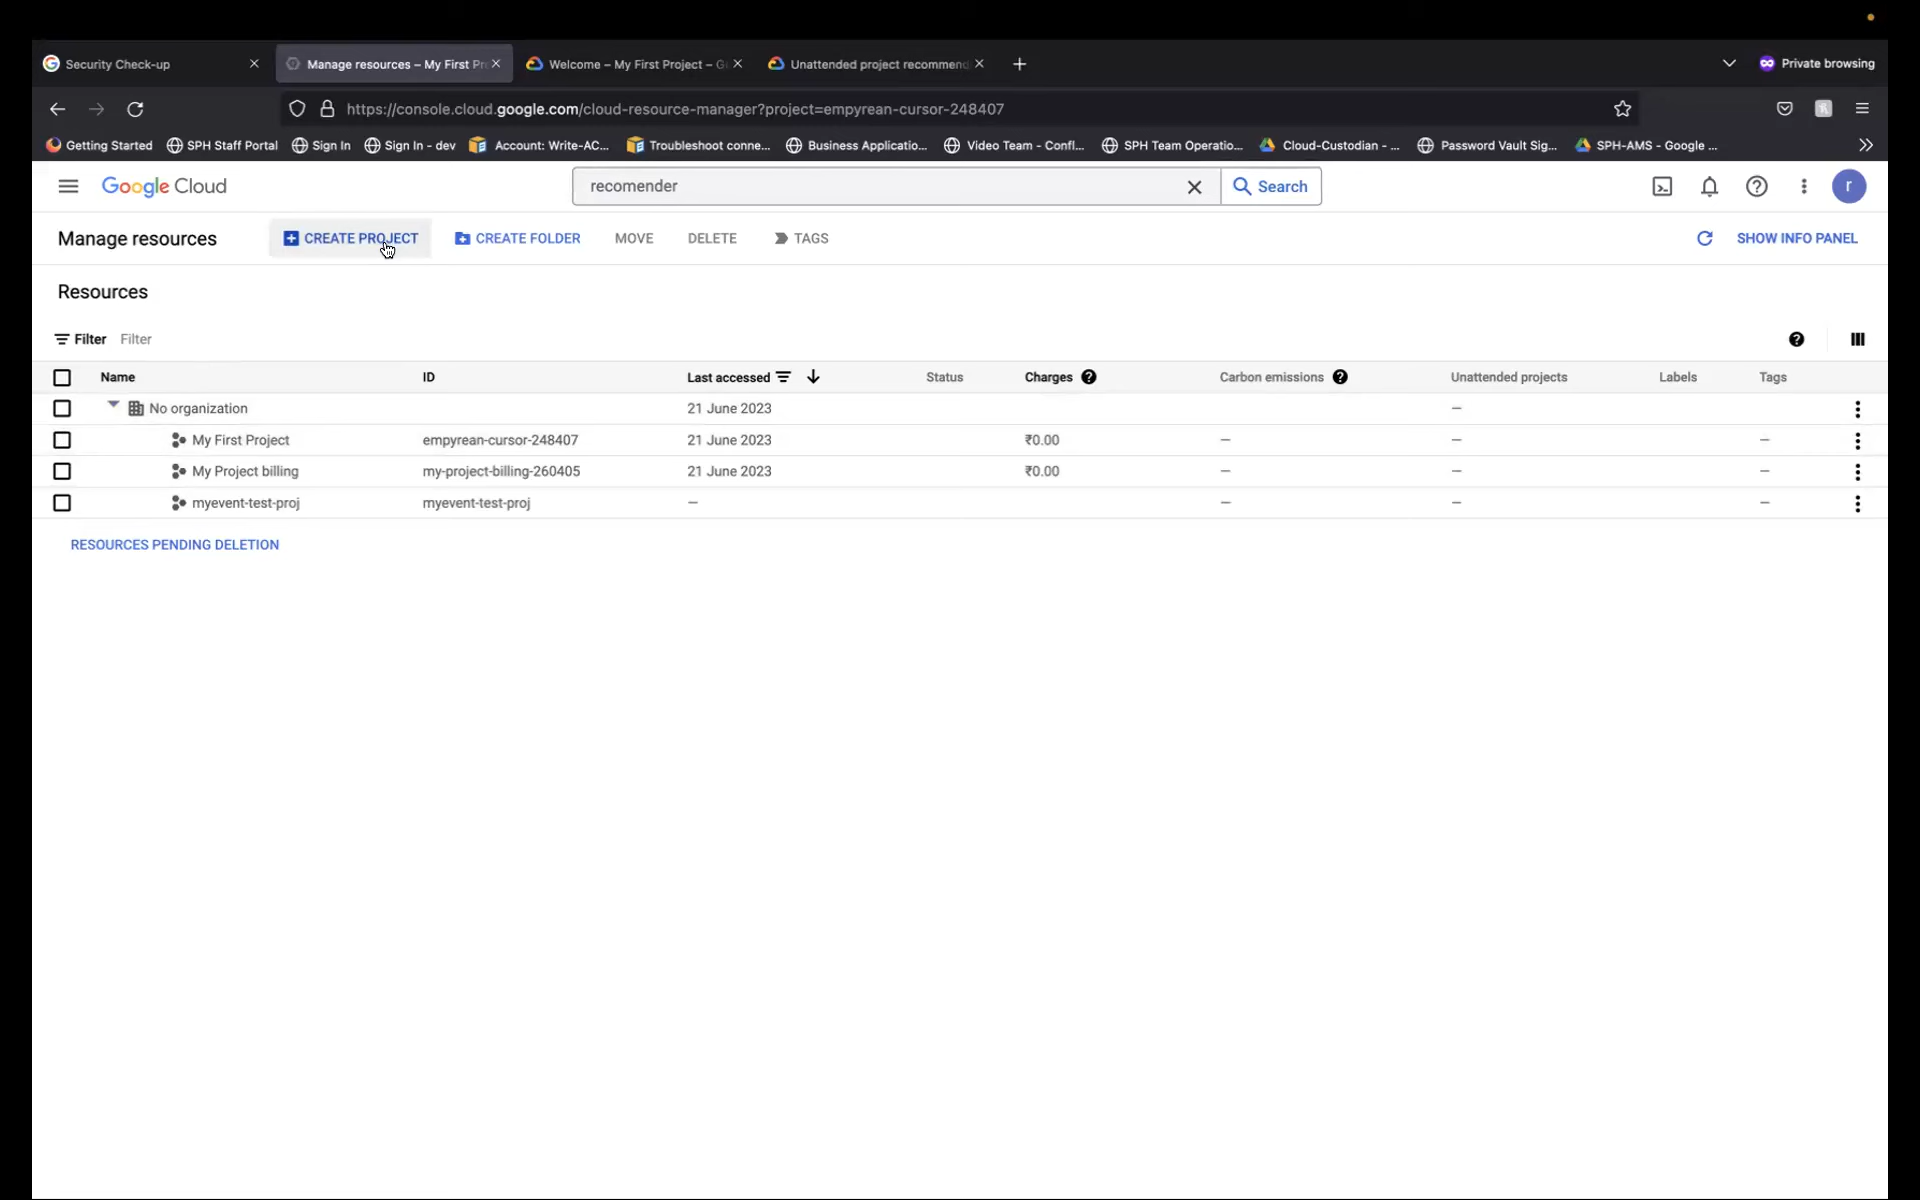 Security Check-up
Manage resources – My First Pr
Welcome – My First Project – G
Unattended project recommend
Private browsing
https://console.cloud.google.com/cloud-resource-manager?project=empyrean-cursor-248407
Getting Started SPH Staff Portal Sign In Sign In - dev Account: Write-AC... Troubleshoot conne... Business Applicatio... Video Team - Confl... SPH Team Operatio... Cloud-Custodian - ... Password Vault Sig... SPH-AMS - Google ...
Google Cloud recomender Search r
Manage resources CREATE PROJECT CREATE FOLDER MOVE DELETE TAGS SHOW INFO PANEL
Resources
Filter Filter
Name ID Last accessed Status Charges Carbon emissions Unattended projects Labels Tags
No organization 21 June 2023 –
My First Project empyrean-cursor-248407 21 June 2023 ₹0.00 – – –
My Project billing my-project-billing-260405 21 June 2023 ₹0.00 – – –
myevent-test-proj myevent-test-proj – – – –
RESOURCES PENDING DELETION